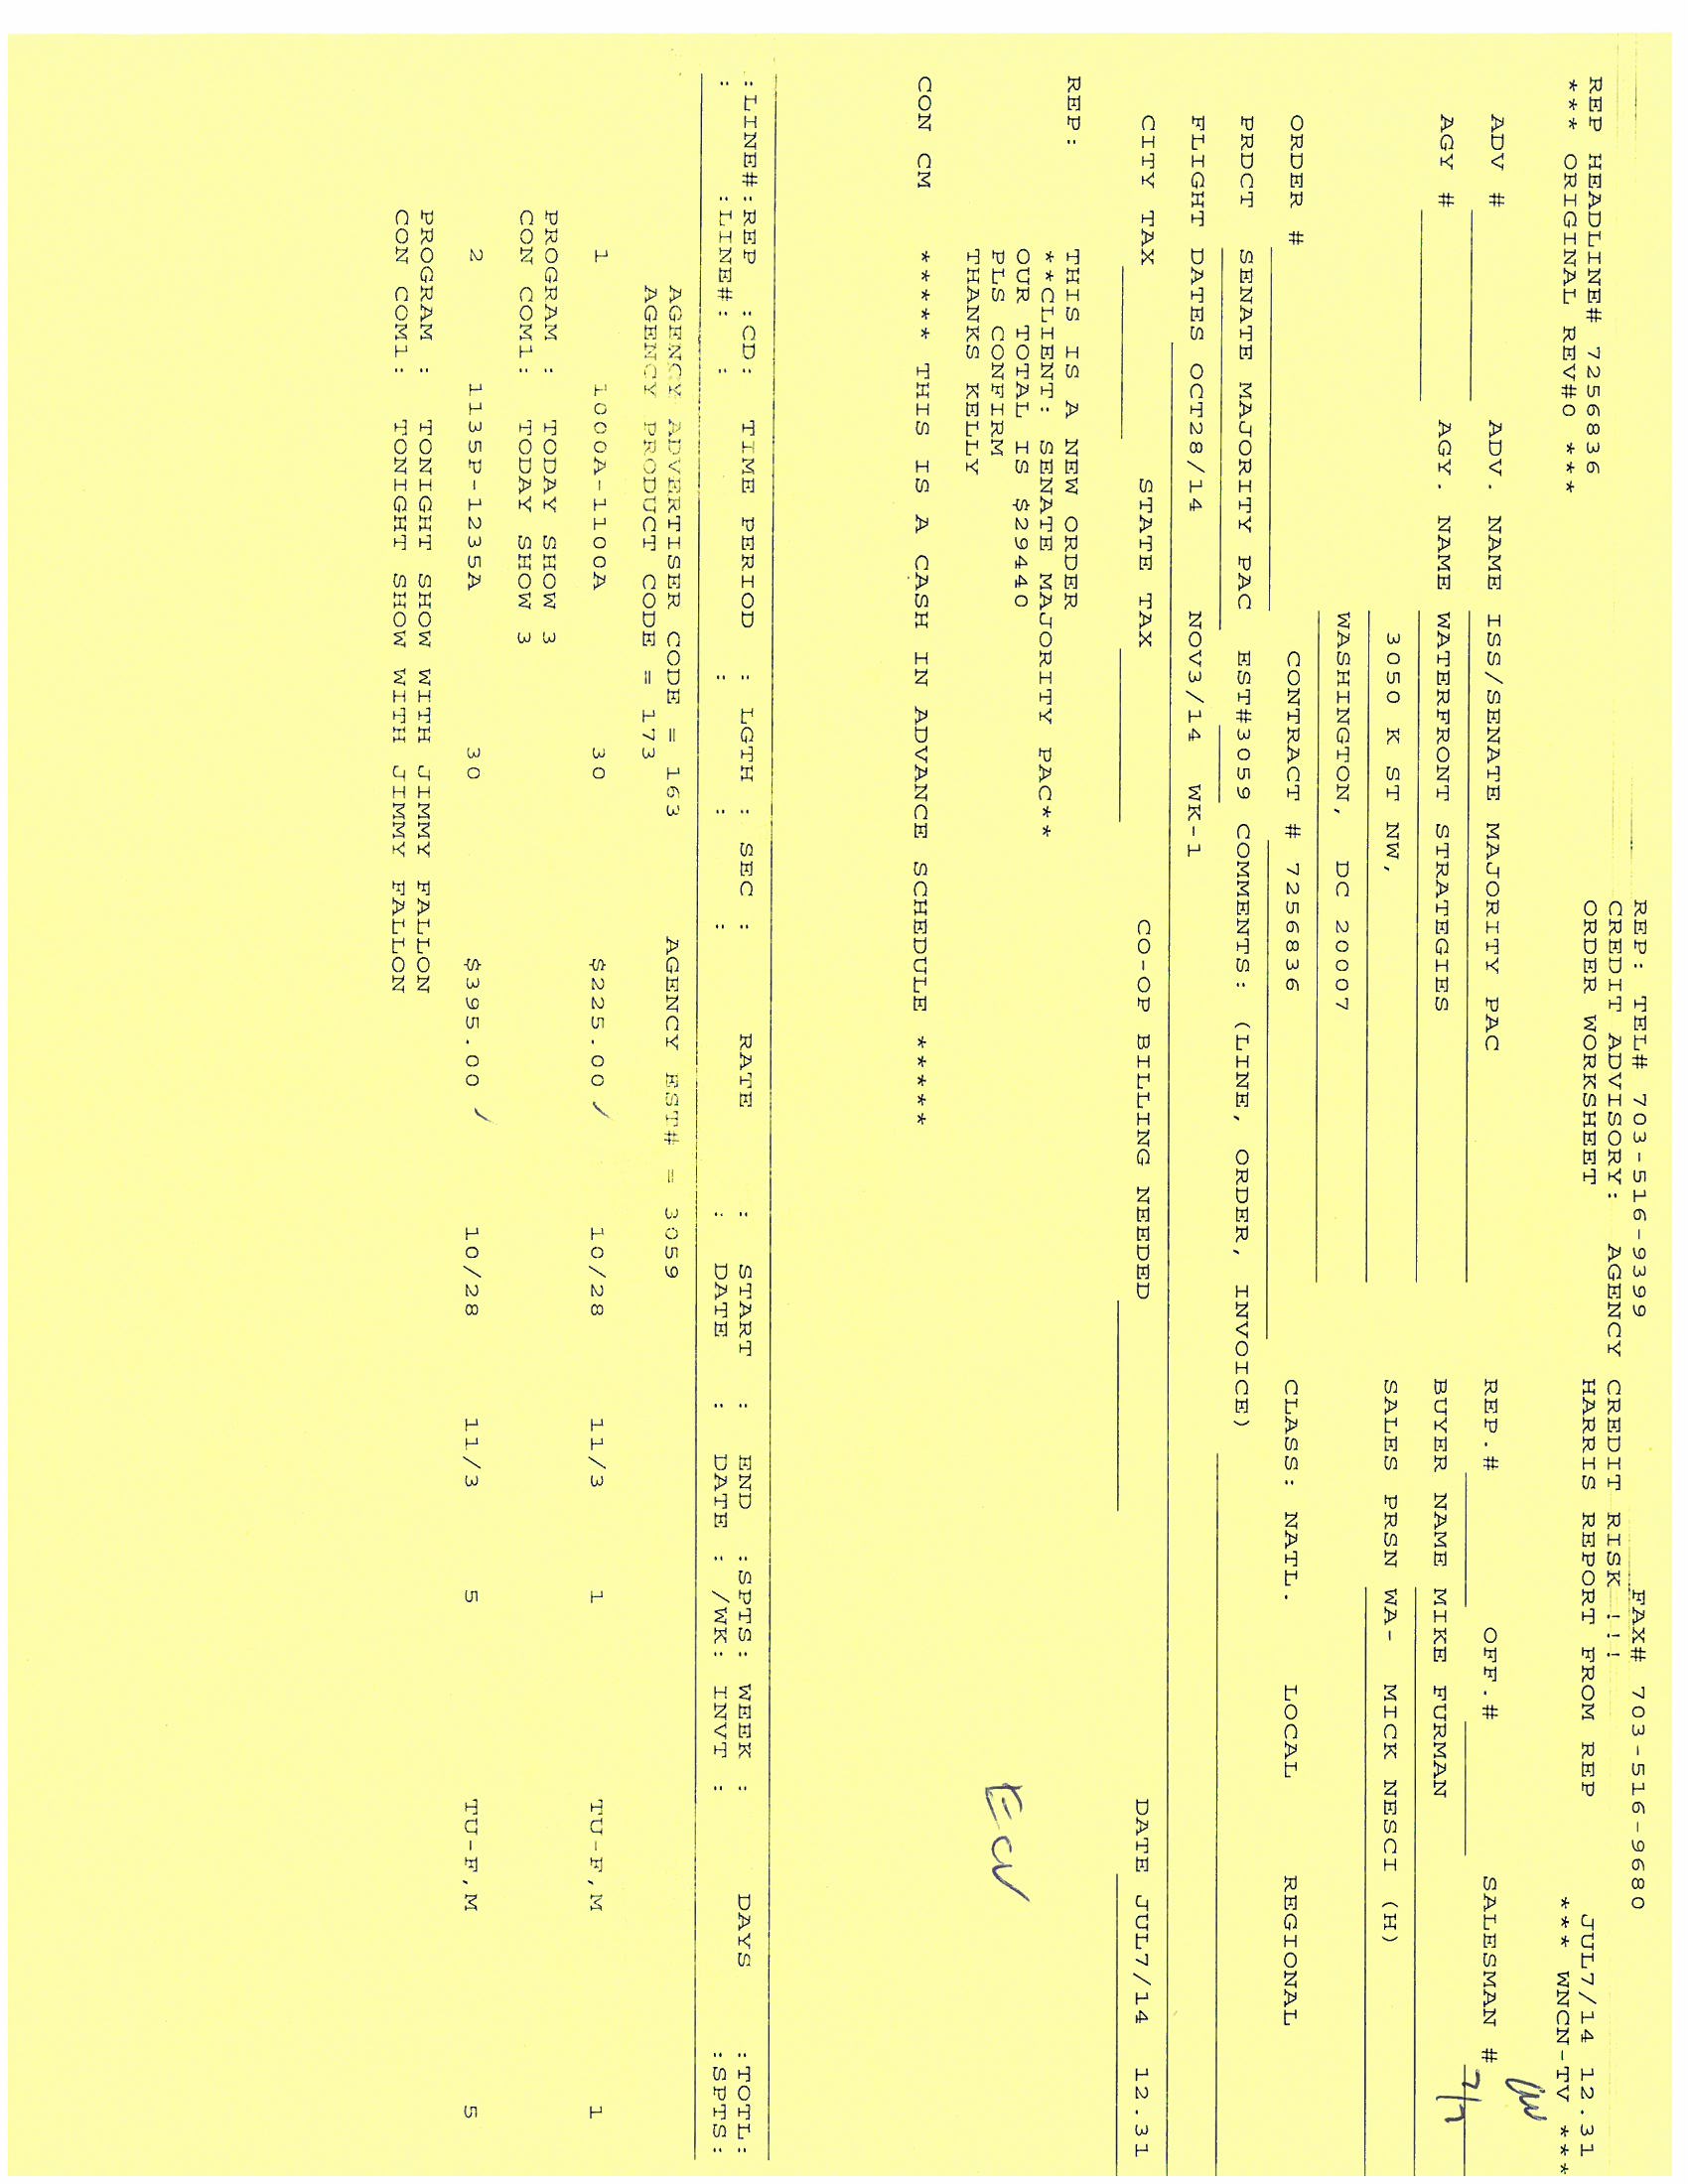 REP: TEL# 703-516-9399 FAX# 703-516-9680
CREDIT ADVISORY: AGENCY CREDIT RISK !!!
REP HEADLINE# 7256836 ORDER WORKSHEET HARRIS REPORT FROM REP JUL7/14 12.31
*** ORIGINAL REV#0 *** *** WNCN-TV ***
ADV # ADV. NAME ISS/SENATE MAJORITY PAC REP.# OFF.# SALESMAN #
7/7
AGY # AGY. NAME WATERFRONT STRATEGIES BUYER NAME MIKE FURMAN
3050 K ST NW, SALES PRSN WA- MICK NESCI (H)
WASHINGTON, DC 20007
ORDER # CONTRACT # 7256836 CLASS: NATL. LOCAL REGIONAL
PRDCT SENATE MAJORITY PAC EST#3059 COMMENTS: (LINE, ORDER, INVOICE)
FLIGHT DATES OCT28/14 NOV3/14 WK-1
CITY TAX STATE TAX CO-OP BILLING NEEDED DATE JUL7/14 12.31
REP: THIS IS A NEW ORDER
**CLIENT: SENATE MAJORITY PAC**
OUR TOTAL IS $29440
PLS CONFIRM
THANKS KELLY
CON CM ***** THIS IS A CASH IN ADVANCE SCHEDULE *****
:LINE#:REP :CD: TIME PERIOD : LGTH : SEC : RATE : START : END :SPTS: WEEK : DAYS :TOTL:
: :LINE#: : : : : : DATE : DATE : /WK: INVT : :SPTS:
AGENCY ADVERTISER CODE = 163 AGENCY EST# = 3059
AGENCY PRODUCT CODE = 173
1 1000A-1100A 30 $225.00 / 10/28 11/3 1 TU-F,M 1
PROGRAM : TODAY SHOW 3
CON COM1: TODAY SHOW 3
2 1135P-1235A 30 $395.00 / 10/28 11/3 5 TU-F,M 5
PROGRAM : TONIGHT SHOW WITH JIMMY FALLON
CON COM1: TONIGHT SHOW WITH JIMMY FALLON